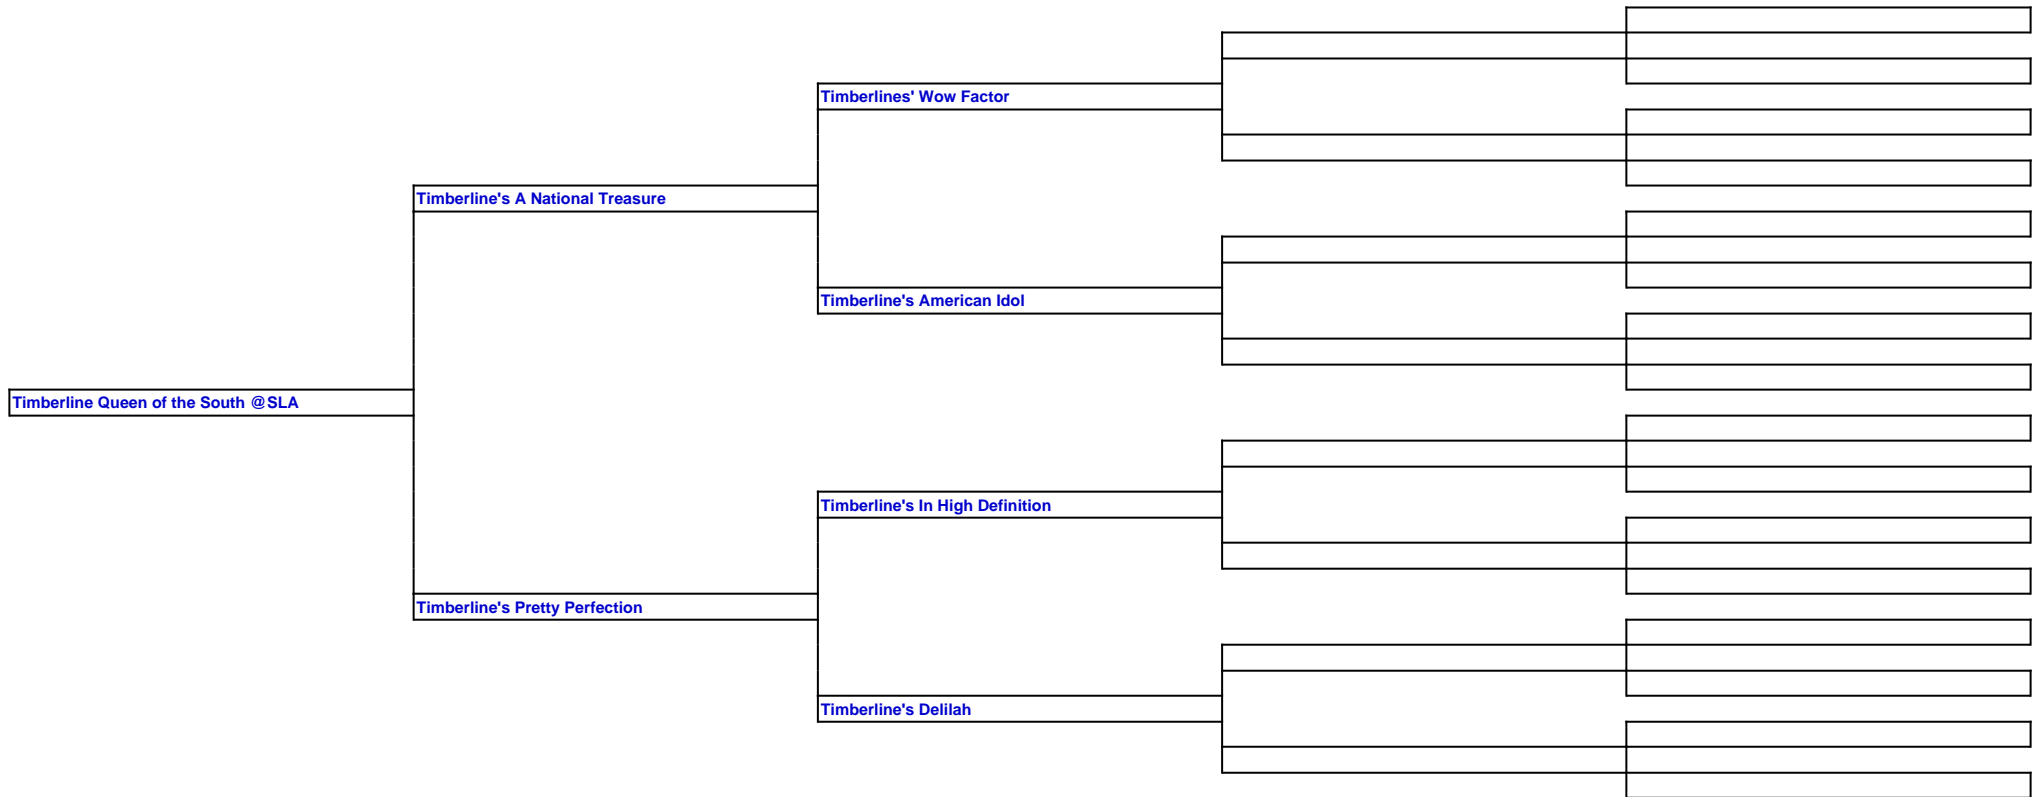 Timberlines' Wow Factor
Timberline's A National Treasure
Timberline's American Idol
Timberline Queen of the South @SLA
Timberline's In High Definition
Timberline's Pretty Perfection
Timberline's Delilah